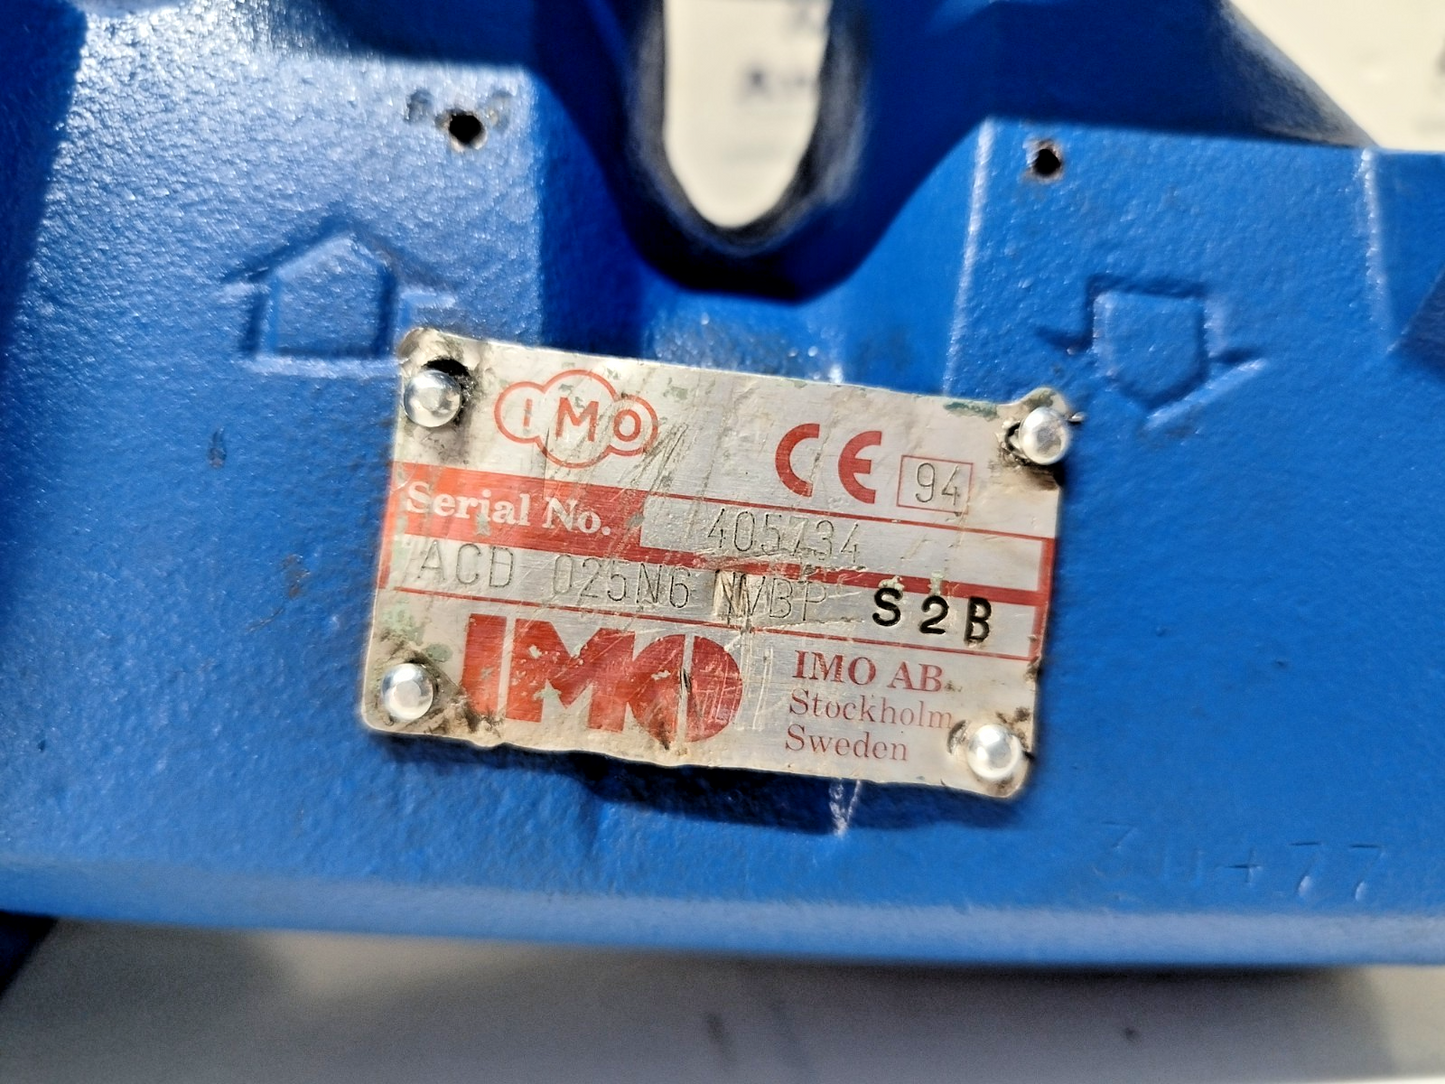 IMO
CE 94
Serial No. 405734
ACD 025N6 NVBP S2B
IMO
IMO AB
Stockholm
Sweden